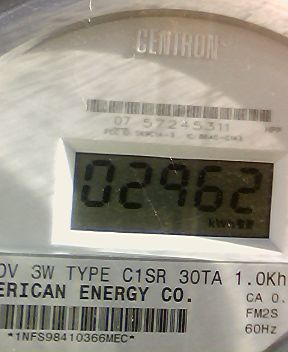 CENTRON
07 57245311
02962
kWh
0V 3W TYPE C1SR 30TA 1.0Kh
ERICAN ENERGY CO.
CA 0.
FM2S
60Hz
*1NFS98410366MEC*